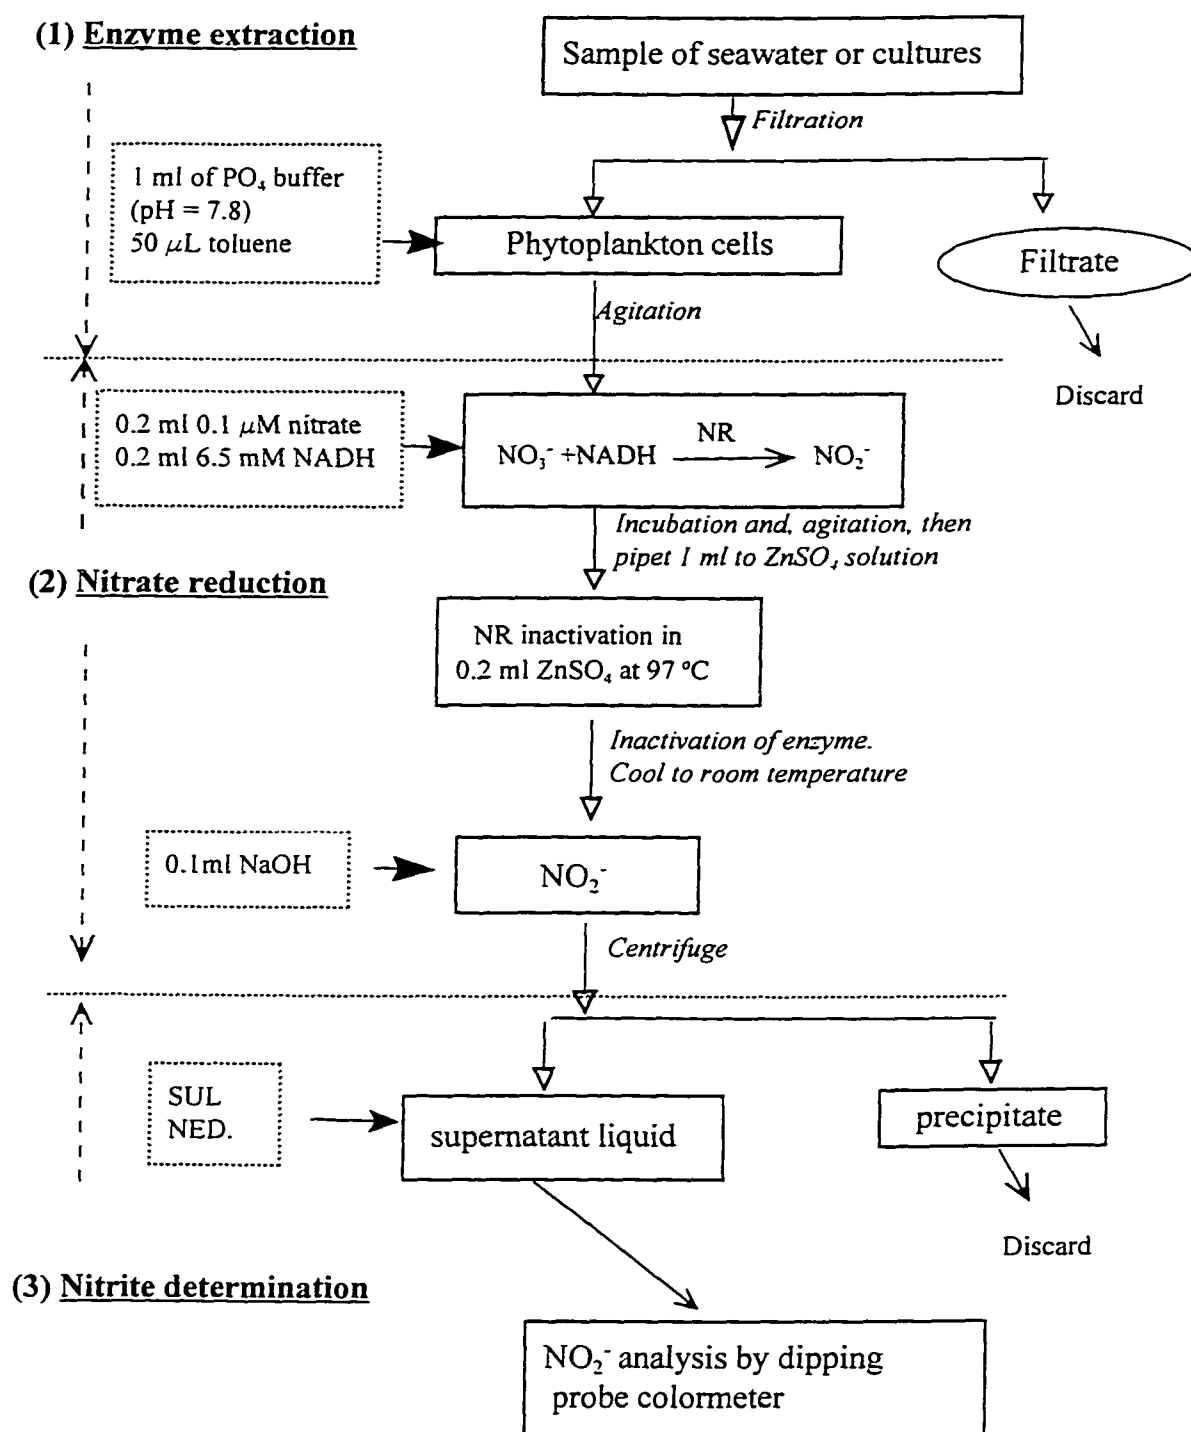 (1) Enzyme extraction
Sample of seawater or cultures
Filtration
1 ml of PO₄ buffer
(pH = 7.8)
50 μL toluene
Phytoplankton cells
Filtrate
Agitation
Discard
0.2 ml 0.1 μM nitrate
0.2 ml 6.5 mM NADH
NR
NO₃⁻ +NADH NO₂⁻
Incubation and, agitation, then
pipet 1 ml to ZnSO₄ solution
(2) Nitrate reduction
NR inactivation in
0.2 ml ZnSO₄ at 97 ºC
Inactivation of enzyme.
Cool to room temperature
0.1ml NaOH
NO₂⁻
Centrifuge
SUL
NED.
supernatant liquid
precipitate
Discard
(3) Nitrite determination
NO₂⁻ analysis by dipping
probe colormeter